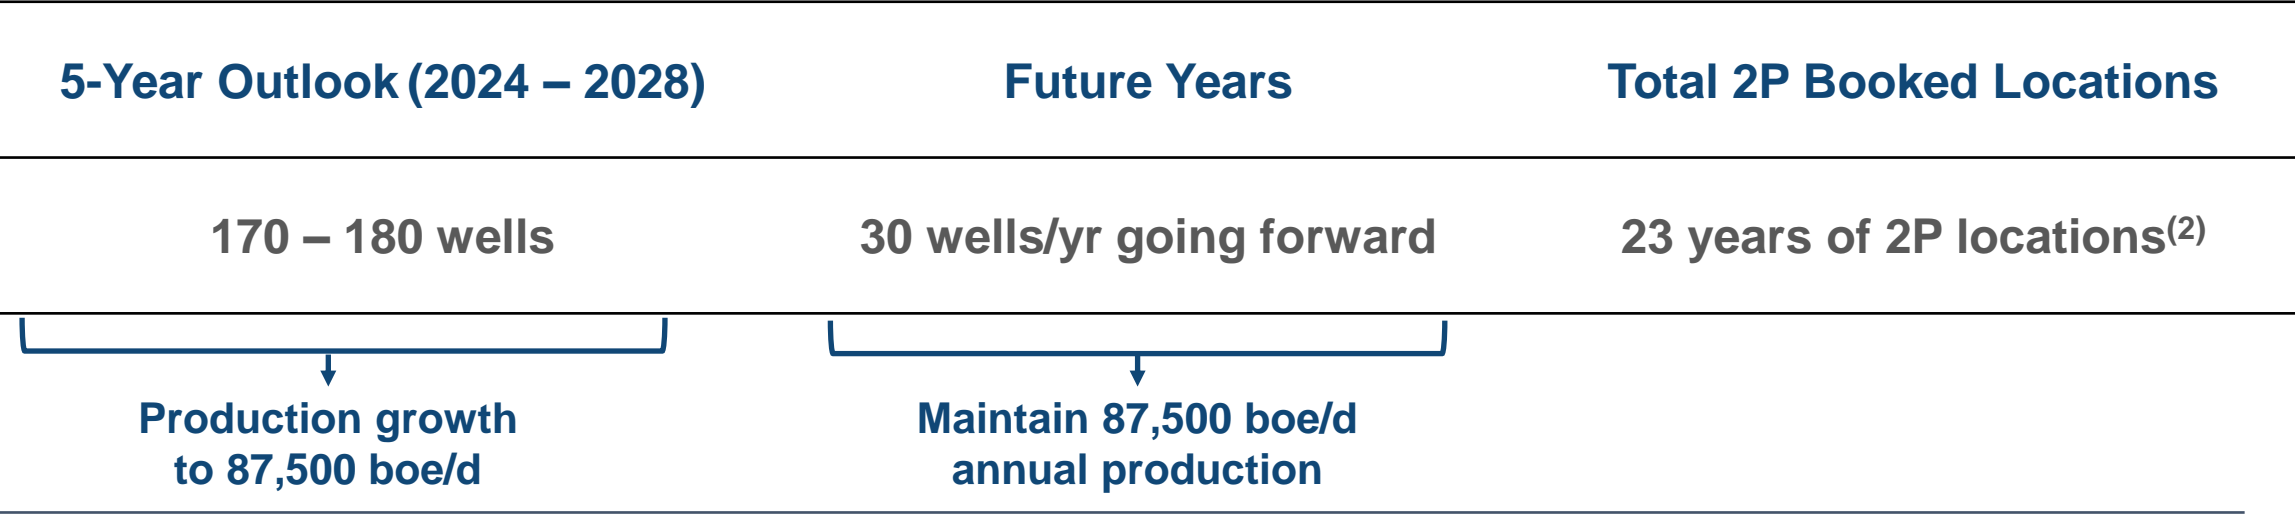 5-Year Outlook (2024 – 2028)
Future Years
Total 2P Booked Locations
170 – 180 wells
30 wells/yr going forward
23 years of 2P locations(2)
Production growth
to 87,500 boe/d
Maintain 87,500 boe/d
annual production